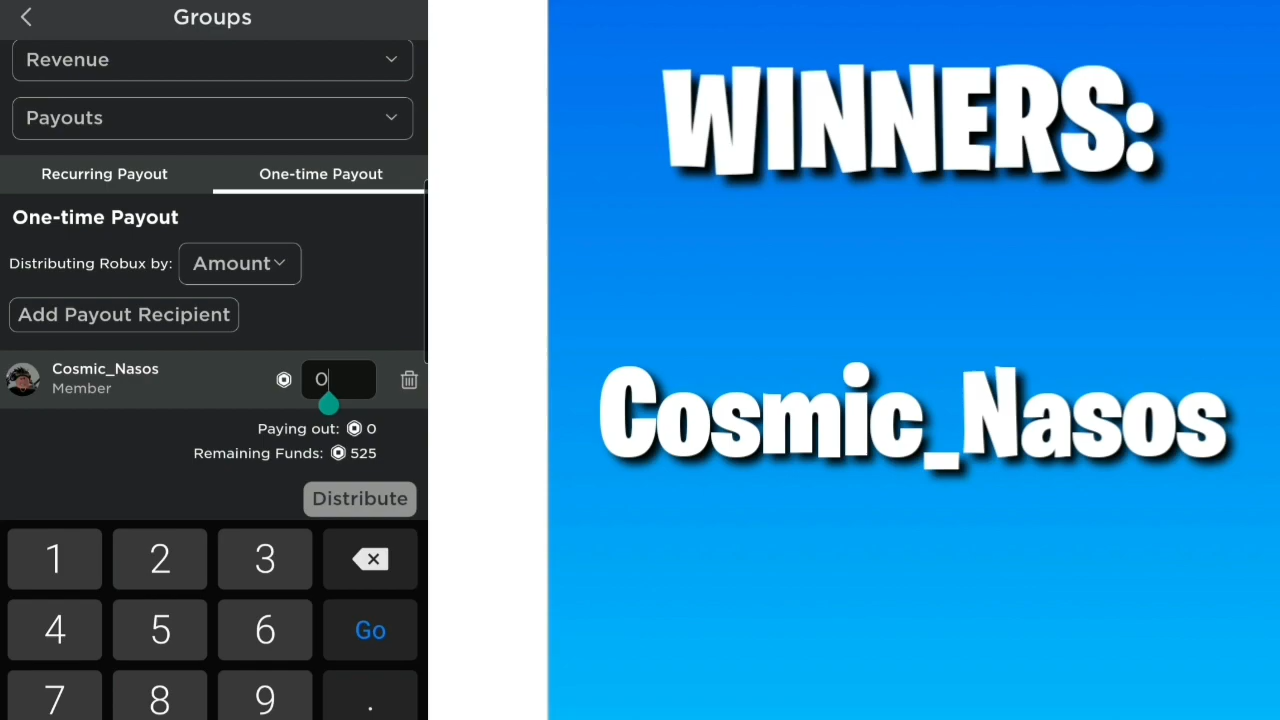 Groups
Revenue
Payouts
Recurring Payout One-time Payout
One-time Payout
Distributing Robux by: Amount
Add Payout Recipient
Cosmic_Nasos
Member
0
Paying out: 0
Remaining Funds: 525
Distribute
1 2 3
4 5 6 Go
7 8 9 .
WINNERS:
Cosmic_Nasos